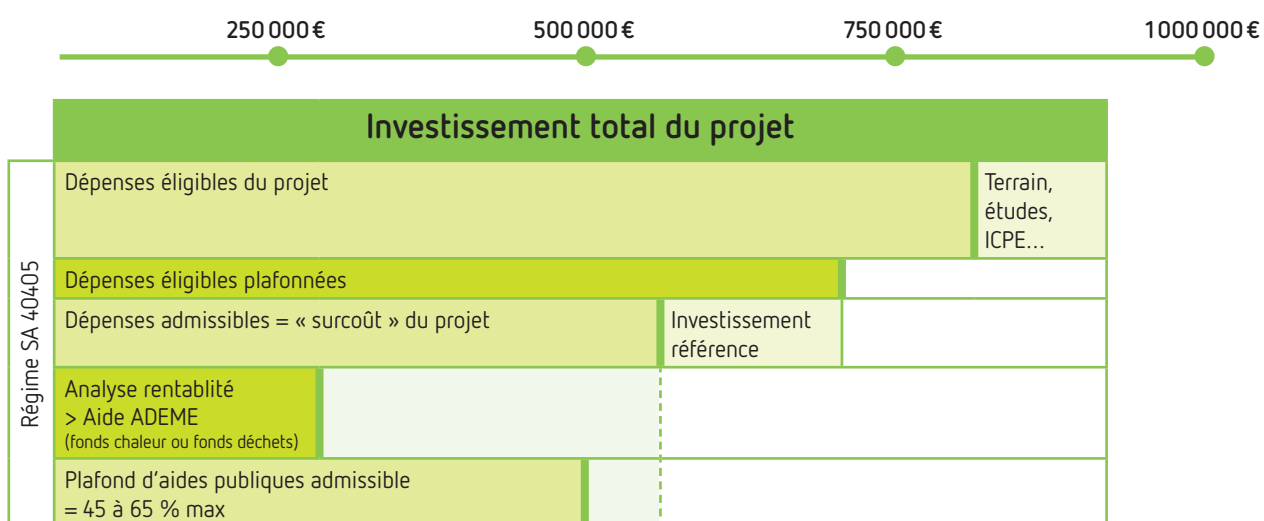 250 000 €
500 000 €
750 000 €
1000 000 €
Investissement total du projet
Régime SA 40405
Dépenses éligibles du projet
Terrain,
études,
ICPE…
Dépenses éligibles plafonnées
Dépenses admissibles = « surcoût » du projet
Investissement
référence
Analyse rentablité
> Aide ADEME
(fonds chaleur ou fonds déchets)
Plafond d’aides publiques admissible
= 45 à 65 % max